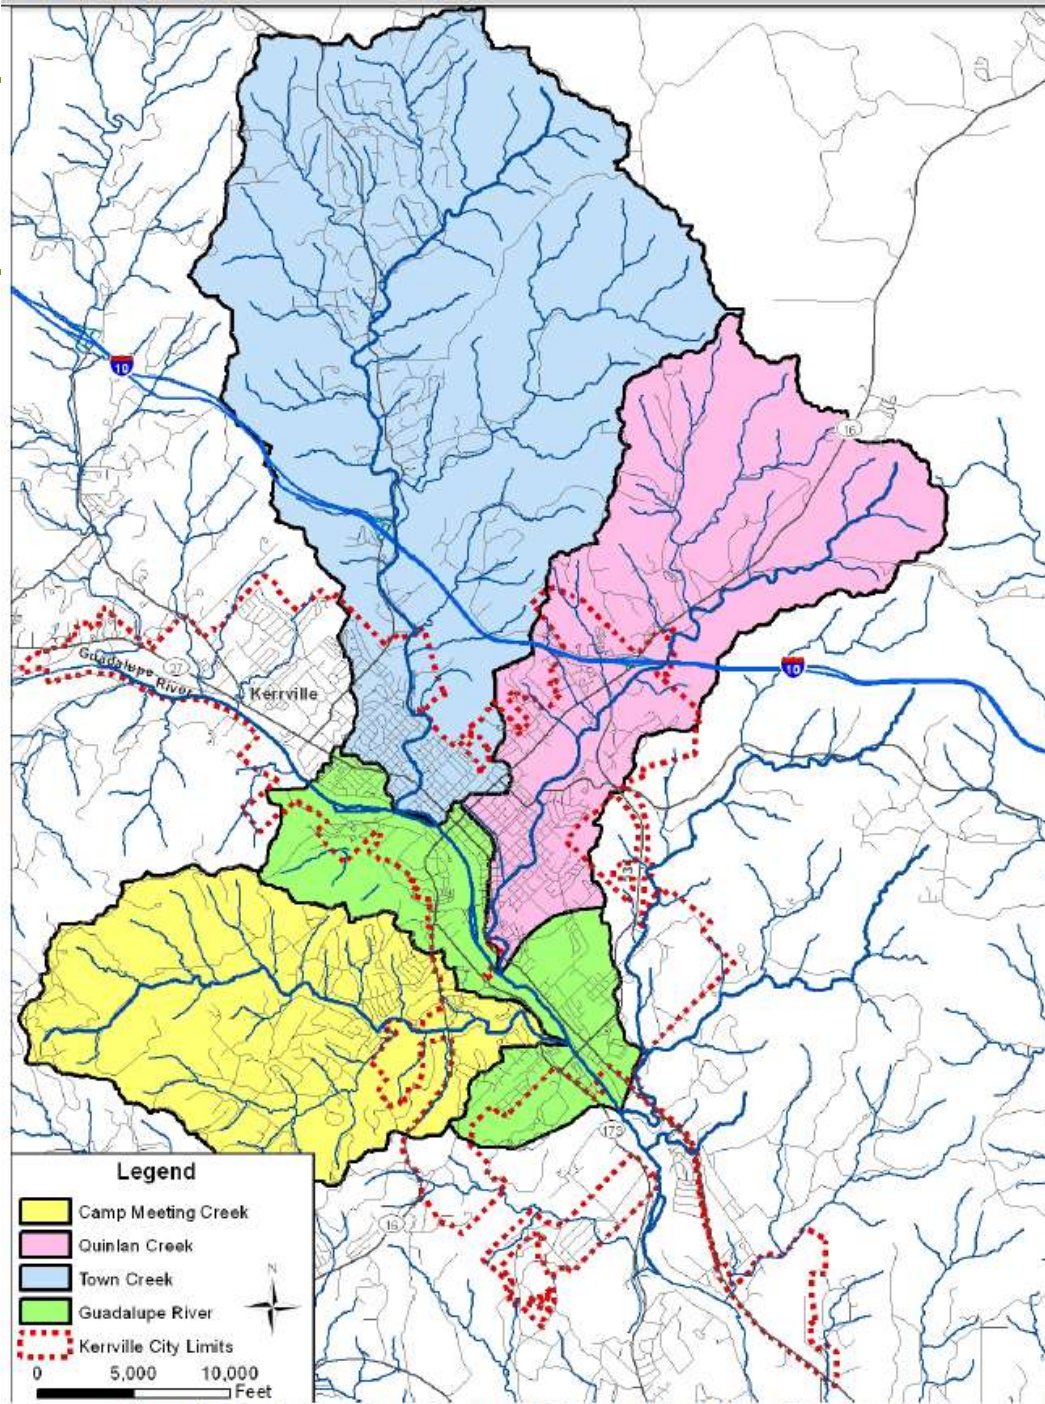 10
16
Guadalupe River
27
Kerrville
10
173
16
Legend
Camp Meeting Creek
Quinlan Creek
Town Creek
Guadalupe River
Kerrville City Limits
N
0 5,000 10,000
Feet